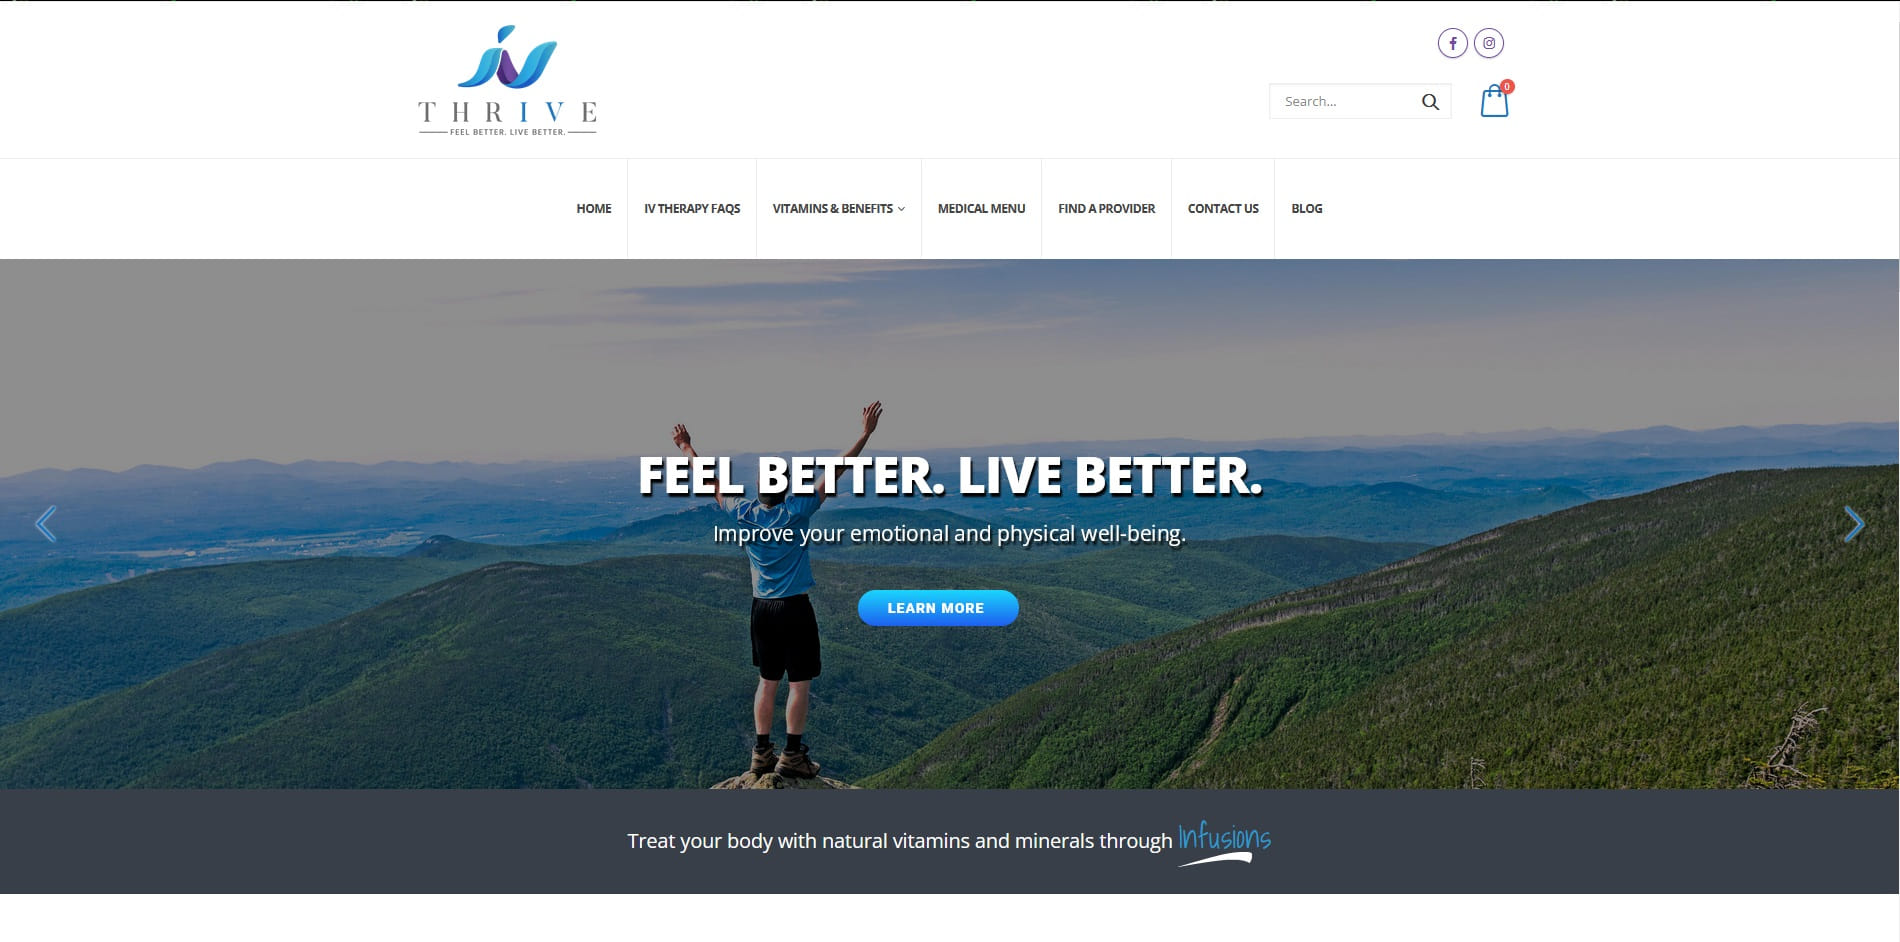 iv
THRIVE
FEEL BETTER. LIVE BETTER.
Search...
0
HOME
IV THERAPY FAQS
VITAMINS & BENEFITS
MEDICAL MENU
FIND A PROVIDER
CONTACT US
BLOG
FEEL BETTER. LIVE BETTER.
Improve your emotional and physical well-being.
LEARN MORE
Treat your body with natural vitamins and minerals through Infusions